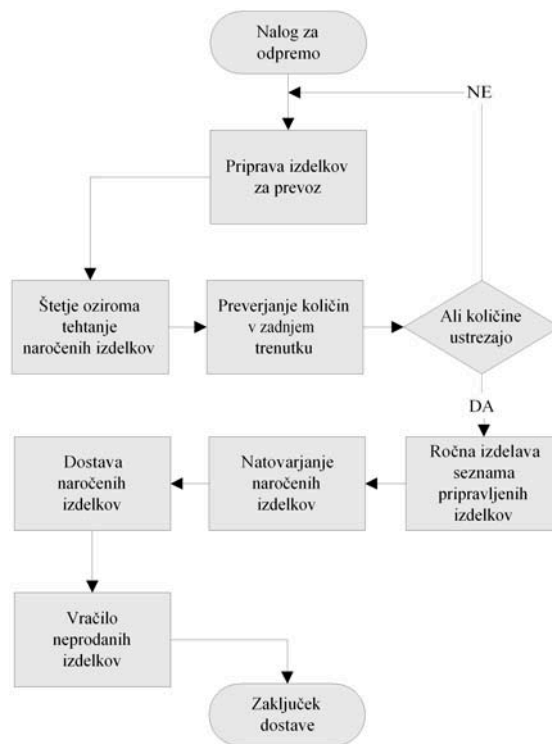 Nalog za
odpremo
NE
Priprava izdelkov
za prevoz
Štetje oziroma
tehtanje
naročenih izdelkov
Preverjanje količin
v zadnjem
trenutku
Ali količine
ustrezajo
DA
Ročna izdelava
seznama
pripravljenih
izdelkov
Natovarjanje
naročenih
izdelkov
Dostava
naročenih
izdelkov
Vračilo
neprodanih
izdelkov
Zaključek
dostave